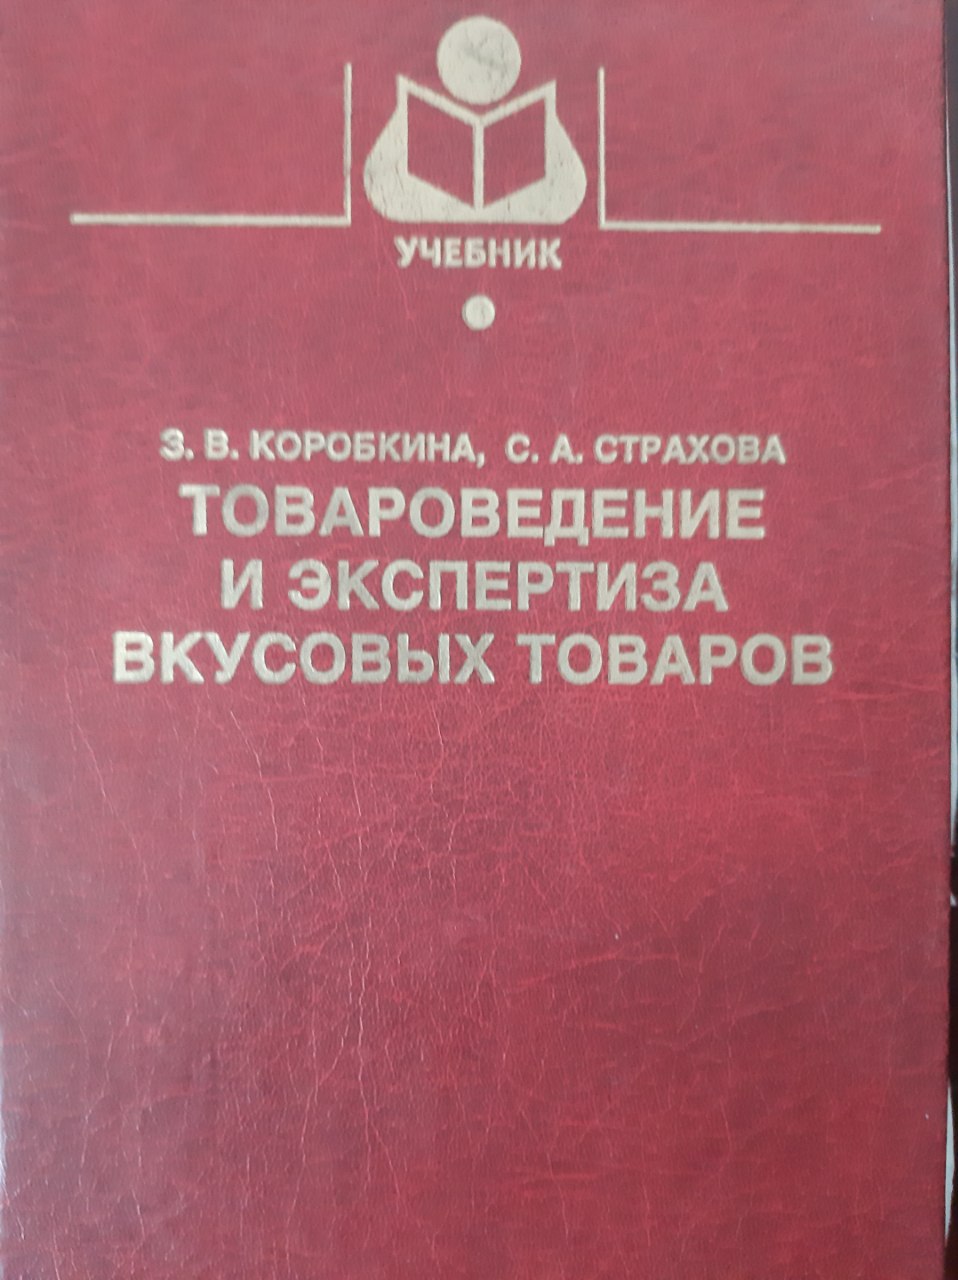 УЧЕБНИК
З. В. КОРОБКИНА, С. А. СТРАХОВА
ТОВАРОВЕДЕНИЕ
И ЭКСПЕРТИЗА
ВКУСОВЫХ ТОВАРОВ